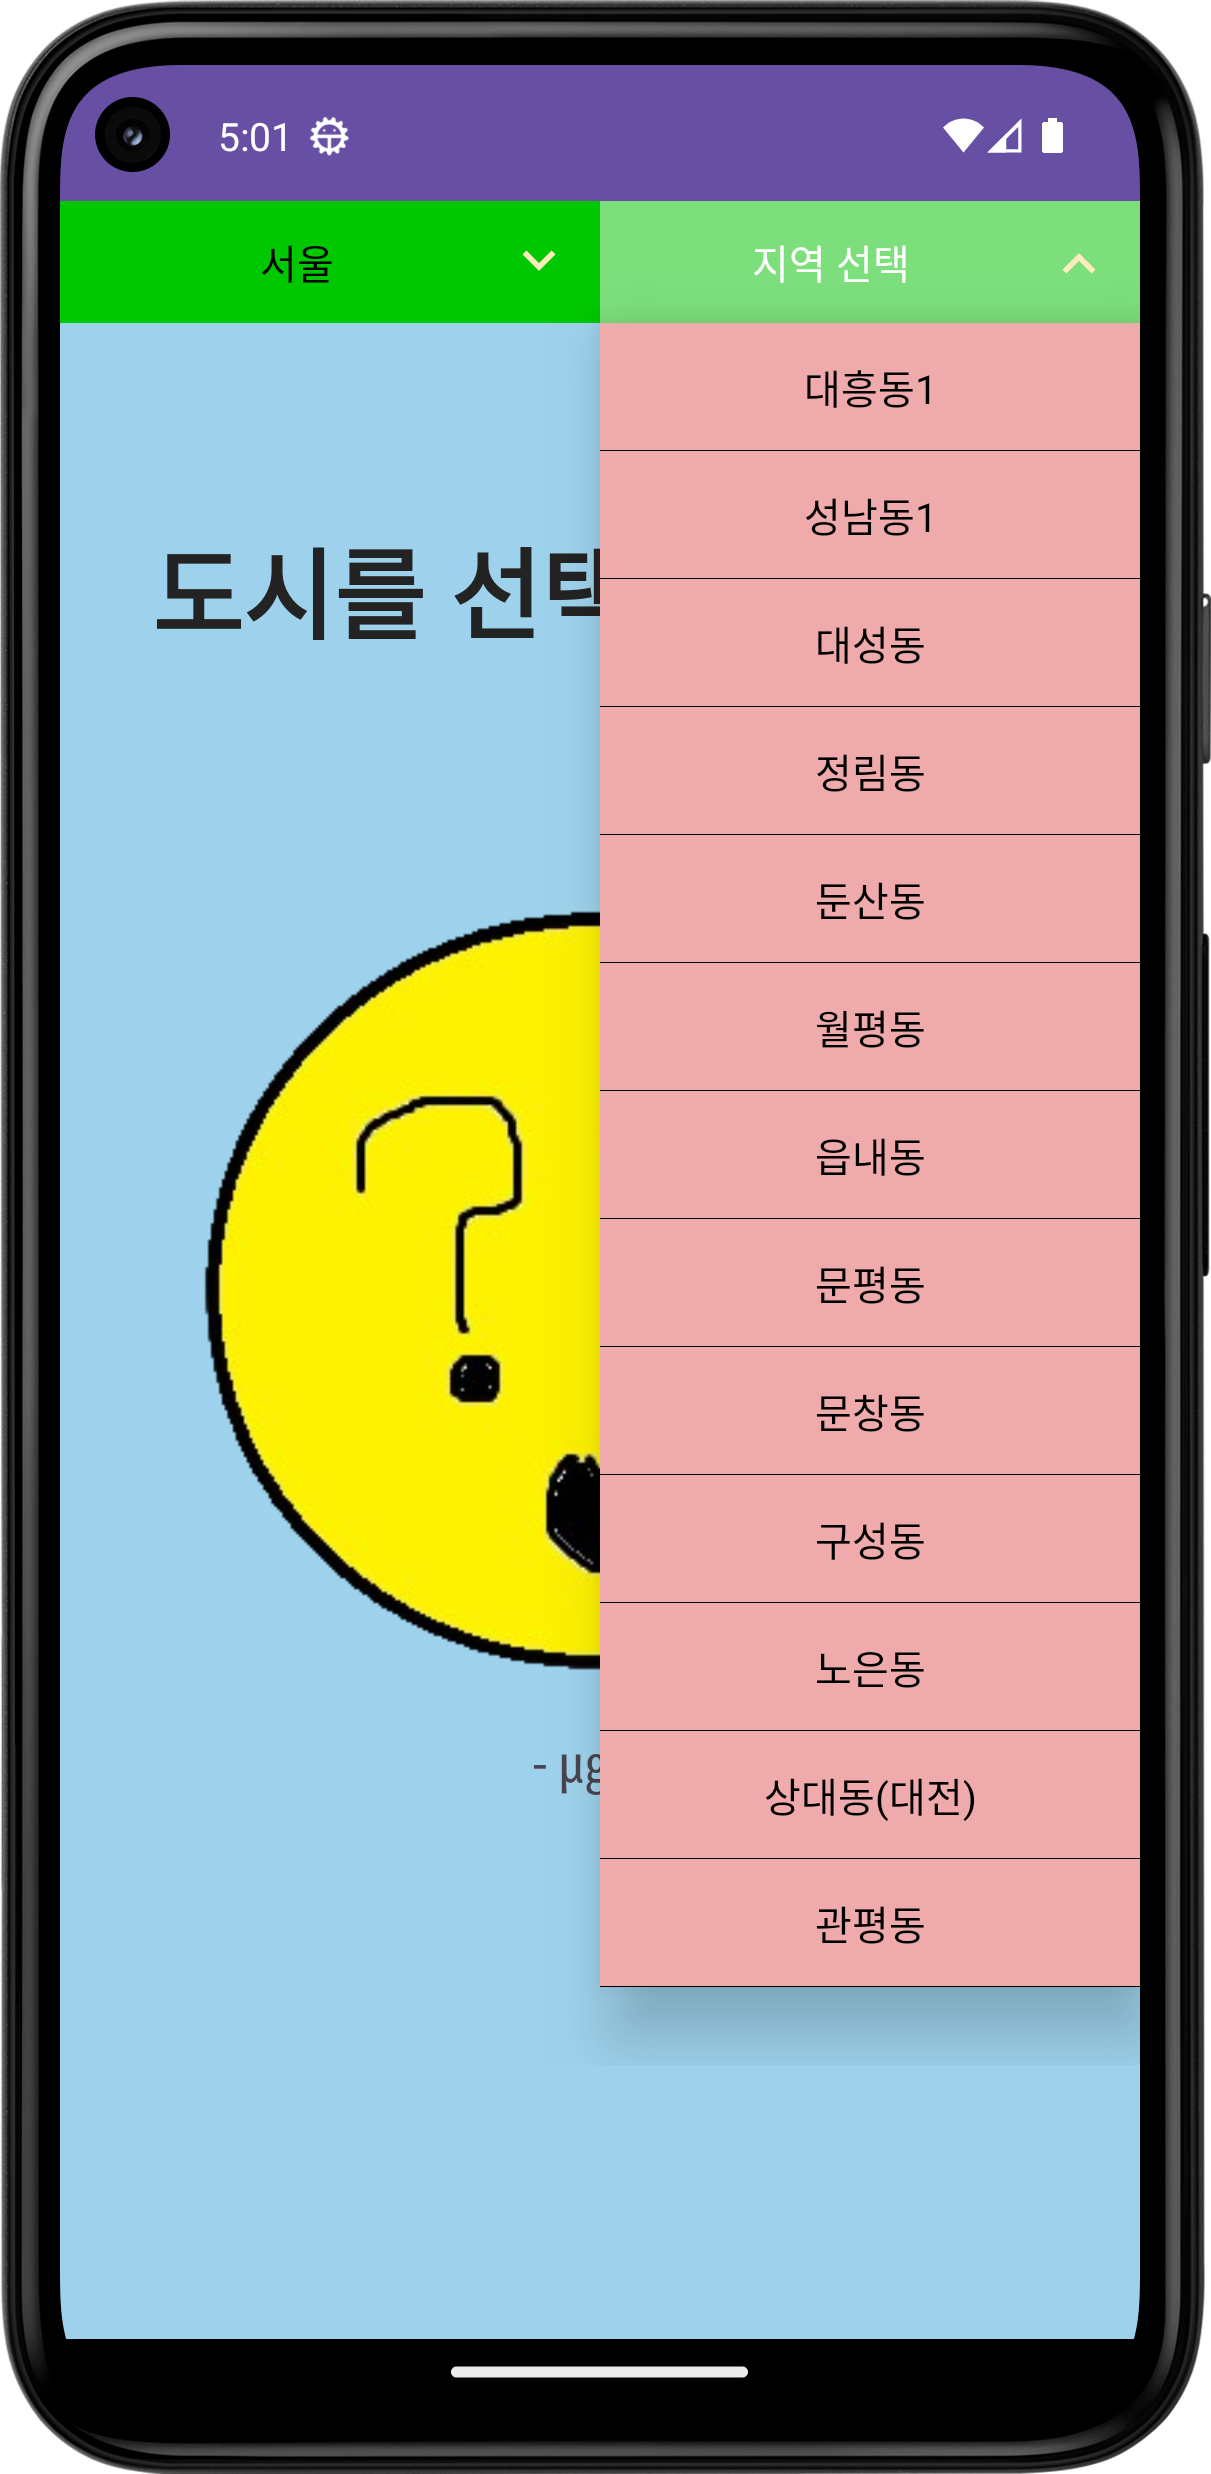 5:01
서울
지역 선택
대흥동1
성남동1
대성동
정림동
둔산동
월평동
읍내동
문평동
문창동
구성동
노은동
상대동(대전)
관평동
도시를 선택
?
- μg